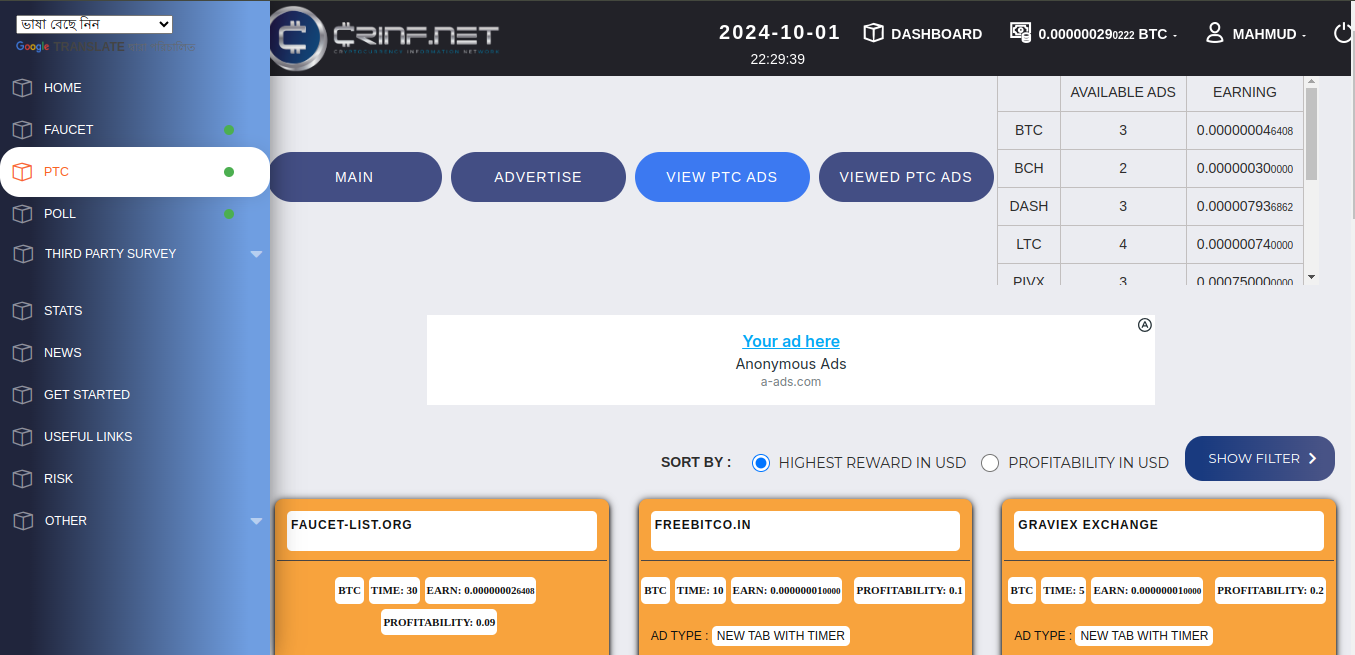 ভাষা বেছে নিন
Google TRANSLATE
CRINF.NET
CRYPTOCURRENCY INFORMATION NETWORK
2024-10-01
22:29:39
DASHBOARD
0.000000290222 BTC
MAHMUD
HOME
FAUCET
PTC
POLL
THIRD PARTY SURVEY
STATS
NEWS
GET STARTED
USEFUL LINKS
RISK
OTHER
MAIN
ADVERTISE
VIEW PTC ADS
VIEWED PTC ADS
AVAILABLE ADS EARNING
BTC 3 0.000000046408
BCH 2 0.000000300000
DASH 3 0.000007936862
LTC 4 0.000000740000
PIVX 3 0.000750000000
Your ad here
Anonymous Ads
a-ads.com
SORT BY : HIGHEST REWARD IN USD PROFITABILITY IN USD
SHOW FILTER
FAUCET-LIST.ORG
BTC TIME: 30 EARN: 0.000000026408
PROFITABILITY: 0.09
FREEBITCO.IN
BTC TIME: 10 EARN: 0.000000010000 PROFITABILITY: 0.1
AD TYPE : NEW TAB WITH TIMER
GRAVIEX EXCHANGE
BTC TIME: 5 EARN: 0.000000010000 PROFITABILITY: 0.2
AD TYPE : NEW TAB WITH TIMER